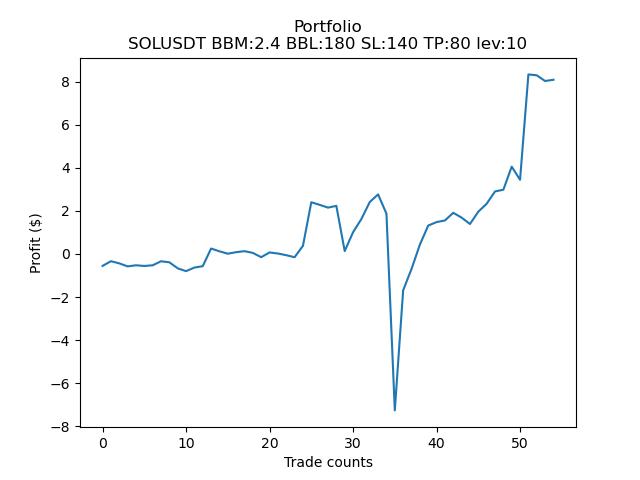 Portfolio
SOLUSDT BBM:2.4 BBL:180 SL:140 TP:80 lev:10
8
6
4
2
0
−2
−4
−6
−8
Profit ($)
0 10 20 30 40 50
Trade counts